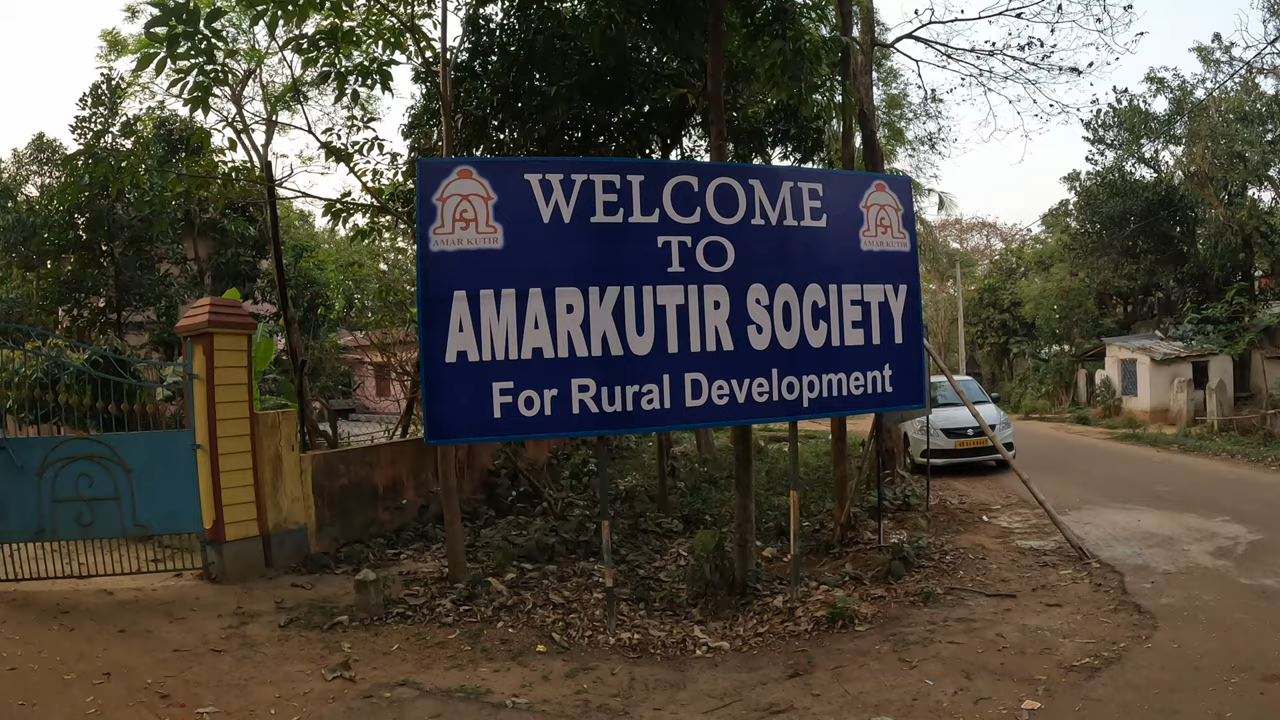 WELCOME
TO
AMARKUTIR SOCIETY
For Rural Development
AMAR KUTIR
AMAR KUTIR